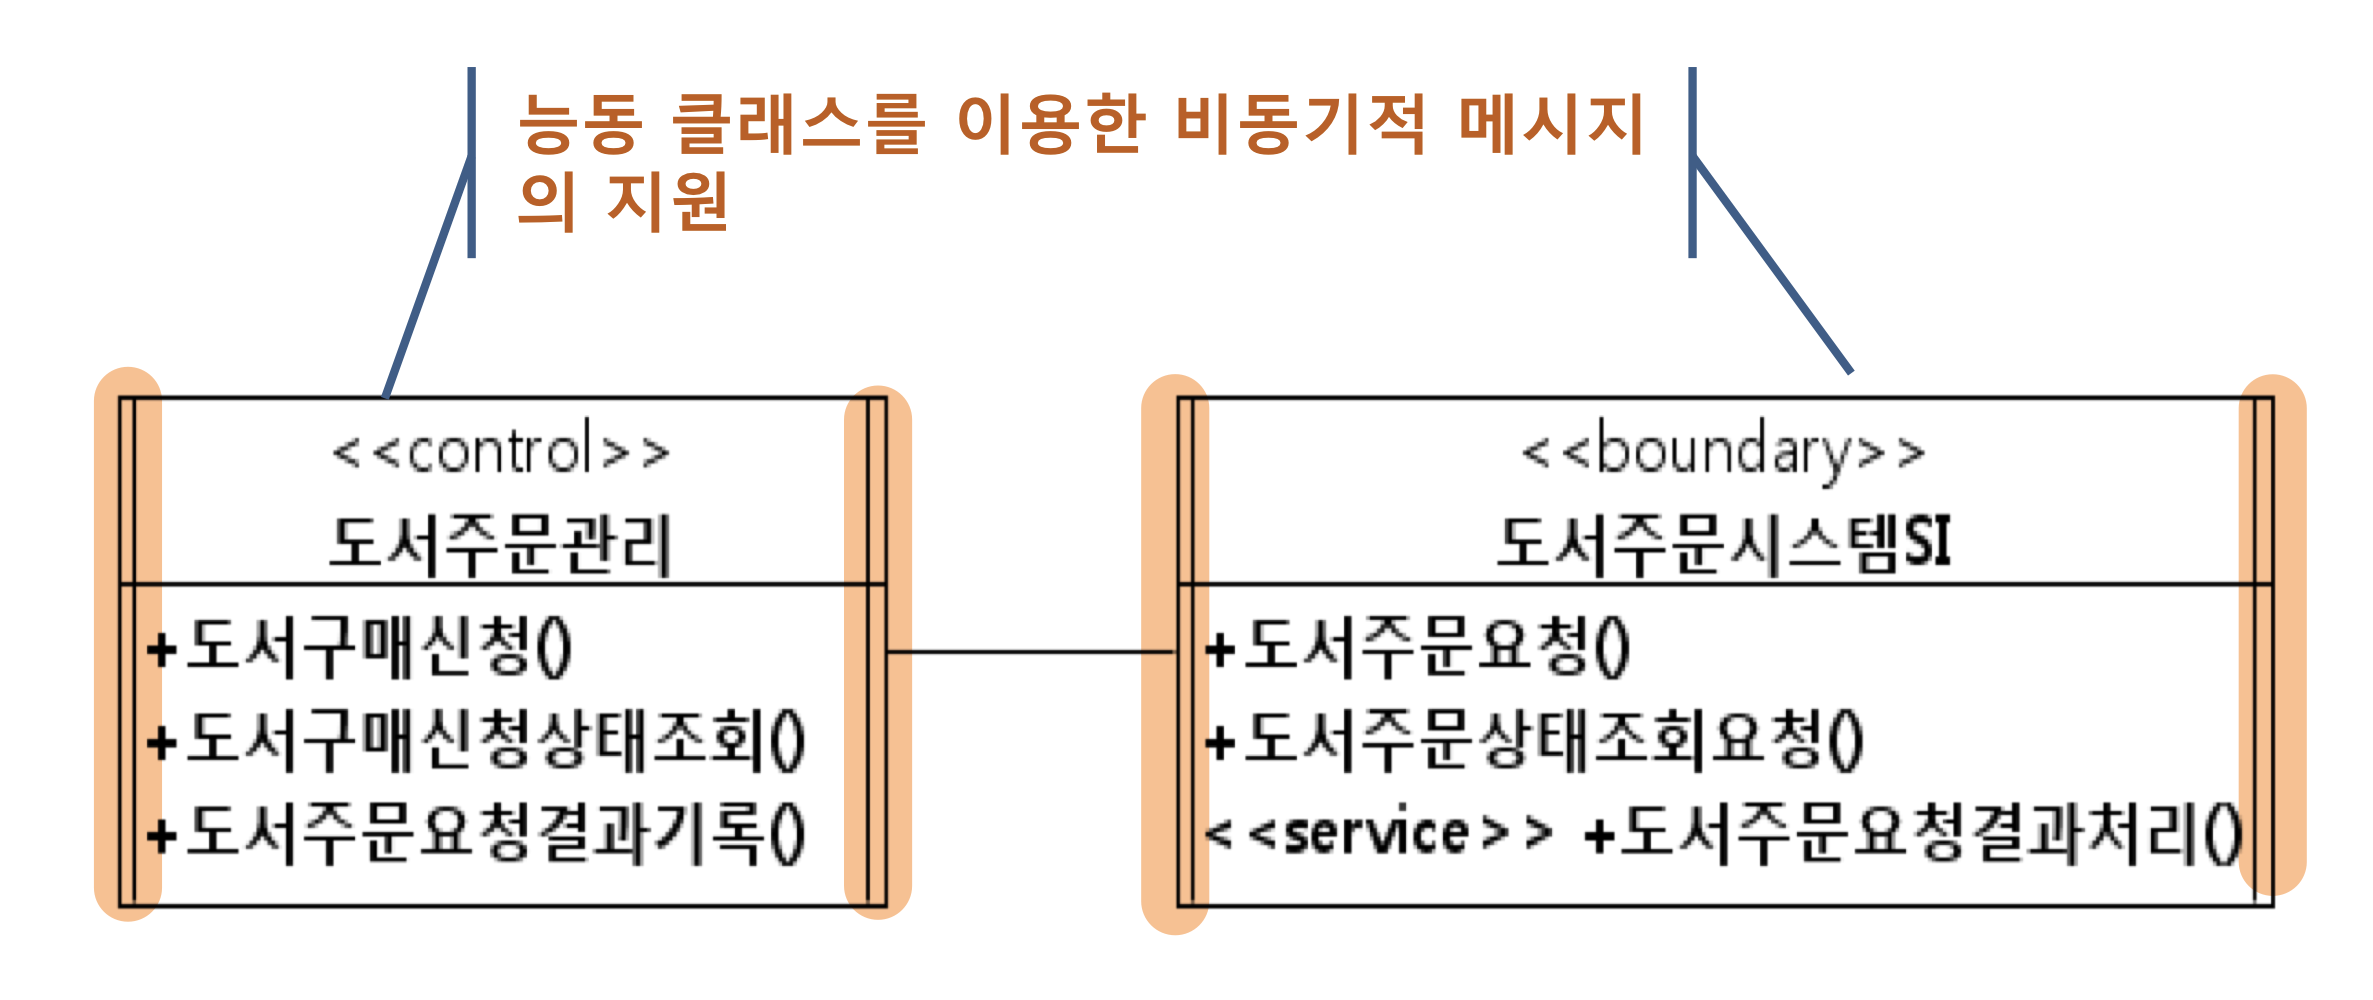 능동 클래스를 이용한 비동기적 메시지
의 지원
<<control>>
도서주문관리
+도서구매신청()
+도서구매신청상태조회()
+도서주문요청결과기록()
<<boundary>>
도서주문시스템SI
+도서주문요청()
+도서주문상태조회요청()
<<service>> +도서주문요청결과처리()